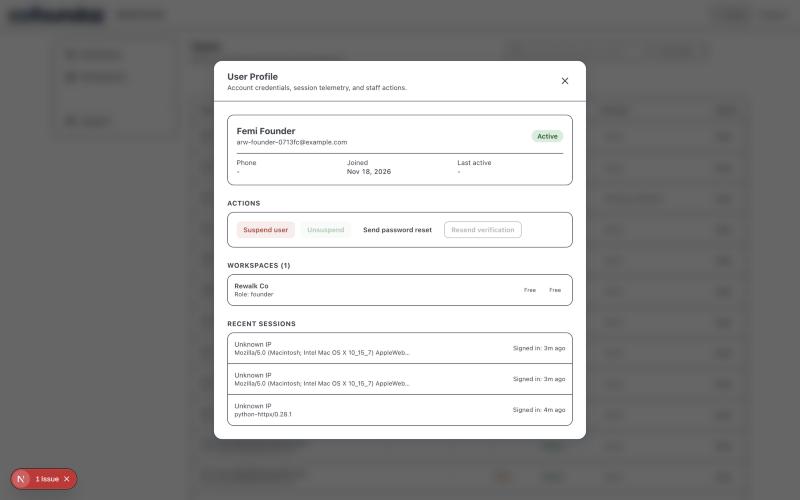 User Profile
Account credentials, session telemetry, and staff actions.
Femi Founder
arw-founder-0713fc@example.com
Active
Phone
-
Joined
Nov 18, 2026
Last active
-
ACTIONS
Suspend user
Unsuspend
Send password reset
Resend verification
WORKSPACES (1)
Rewalk Co
Role: founder
Free
Free
RECENT SESSIONS
Unknown IP
Mozilla/5.0 (Macintosh; Intel Mac OS X 10_15_7) AppleWeb...
Signed in: 3m ago
Unknown IP
Mozilla/5.0 (Macintosh; Intel Mac OS X 10_15_7) AppleWeb...
Signed in: 3m ago
Unknown IP
python-httpx/0.28.1
Signed in: 4m ago
N
1 Issue